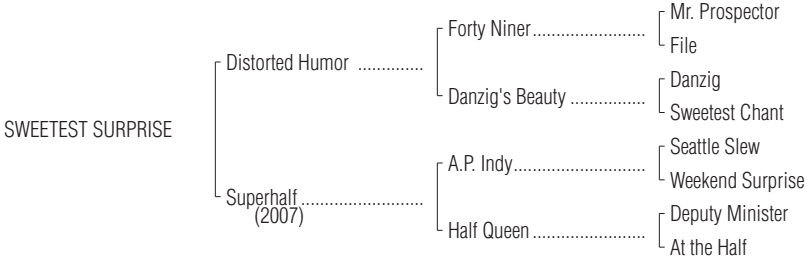 Mr. Prospector
Forty Niner..........................
File
Distorted Humor ..............
Danzig
Danzig's Beauty ................
Sweetest Chant
SWEETEST SURPRISE
Seattle Slew
A.P. Indy..............................
Weekend Surprise
Superhalf ..........................
(2007)
Deputy Minister
Half Queen ..........................
At the Half